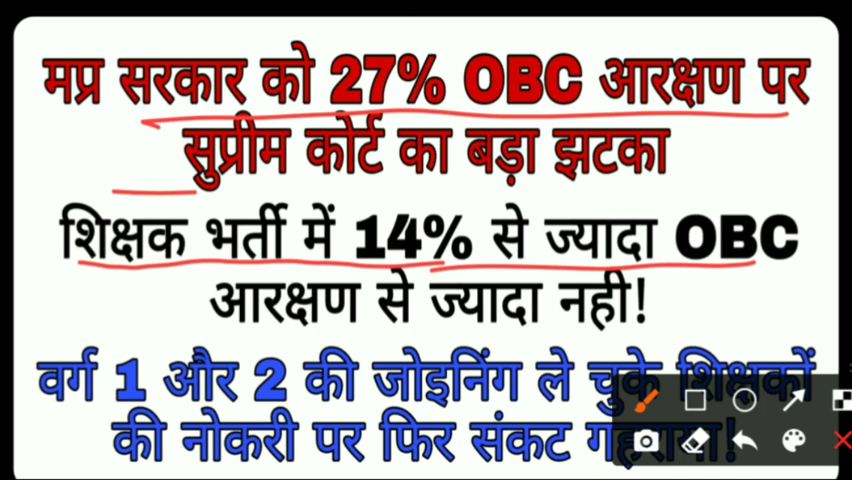 मप्र सरकार को 27% OBC आरक्षण पर
सुप्रीम कोर्ट का बड़ा झटका
शिक्षक भर्ती में 14% से ज्यादा OBC
आरक्षण से ज्यादा नही!
वर्ग 1 और 2 की जोइनिंग ले चुके शिक्षकों
की नोकरी पर फिर संकट गहराया!